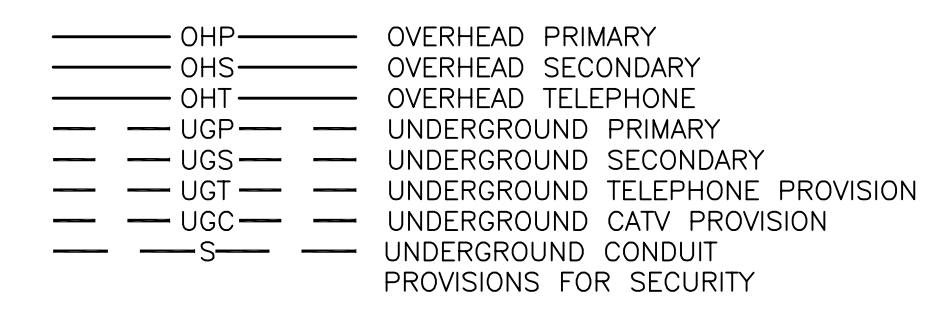 OHP OVERHEAD PRIMARY
OHS OVERHEAD SECONDARY
OHT OVERHEAD TELEPHONE
UGP UNDERGROUND PRIMARY
UGS UNDERGROUND SECONDARY
UGT UNDERGROUND TELEPHONE PROVISION
UGC UNDERGROUND CATV PROVISION
S UNDERGROUND CONDUIT
PROVISIONS FOR SECURITY